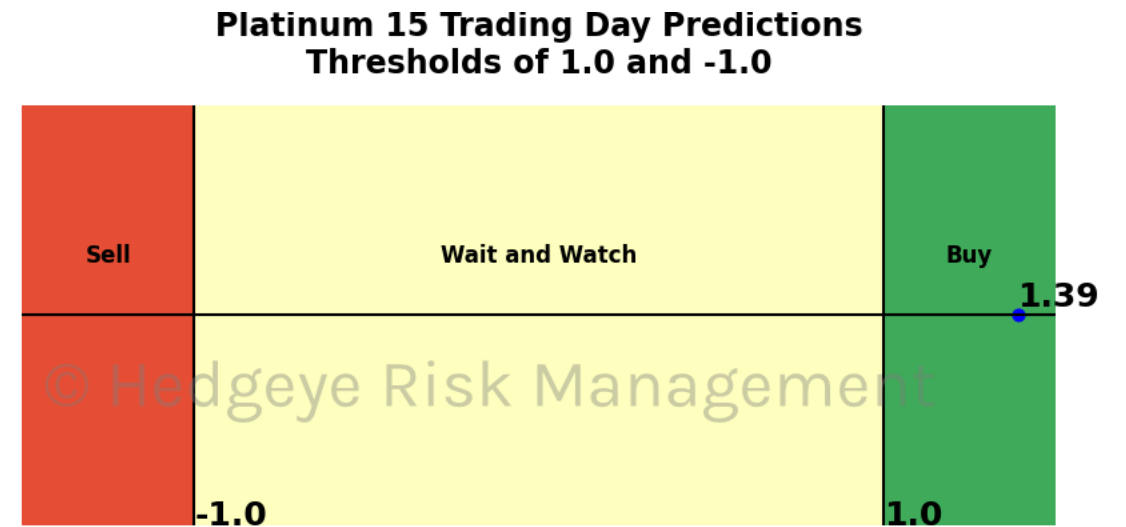 Platinum 15 Trading Day Predictions
Thresholds of 1.0 and -1.0
Sell
Wait and Watch
Buy
1.39
© Hedgeye Risk Management
-1.0
1.0